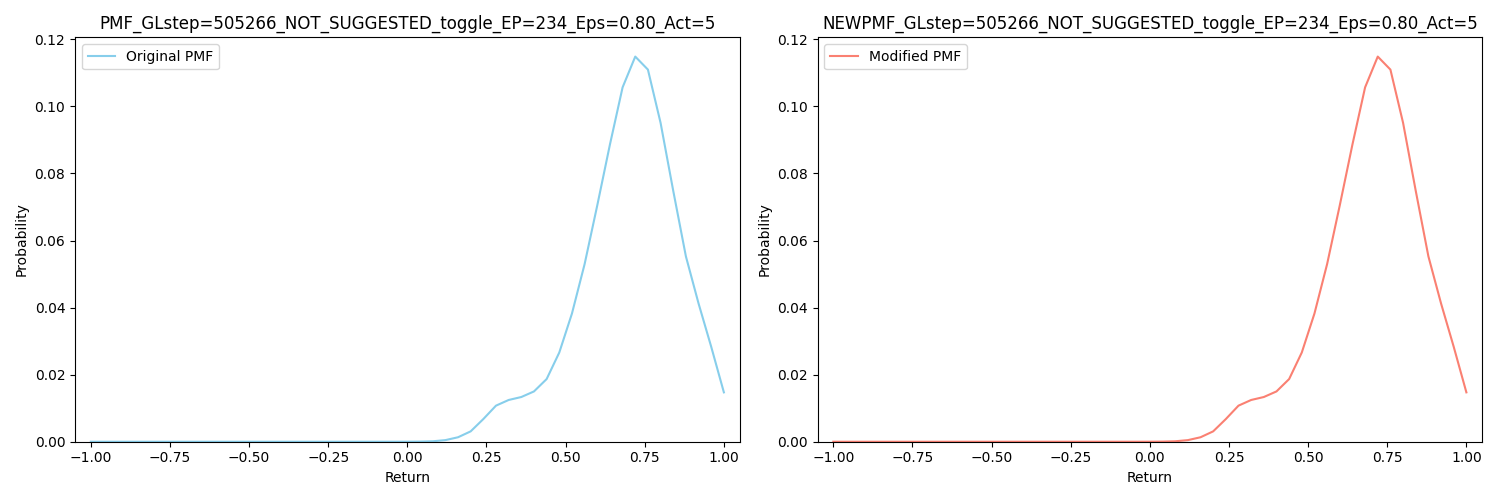 PMF_GLstep=505266_NOT_SUGGESTED_toggle_EP=234_Eps=0.80_Act=5
Original PMF
0.12
0.10
0.08
0.06
0.04
0.02
0.00
Probability
−1.00 −0.75 −0.50 −0.25 0.00 0.25 0.50 0.75 1.00
Return
NEWPMF_GLstep=505266_NOT_SUGGESTED_toggle_EP=234_Eps=0.80_Act=5
Modified PMF
0.12
0.10
0.08
0.06
0.04
0.02
0.00
Probability
−1.00 −0.75 −0.50 −0.25 0.00 0.25 0.50 0.75 1.00
Return